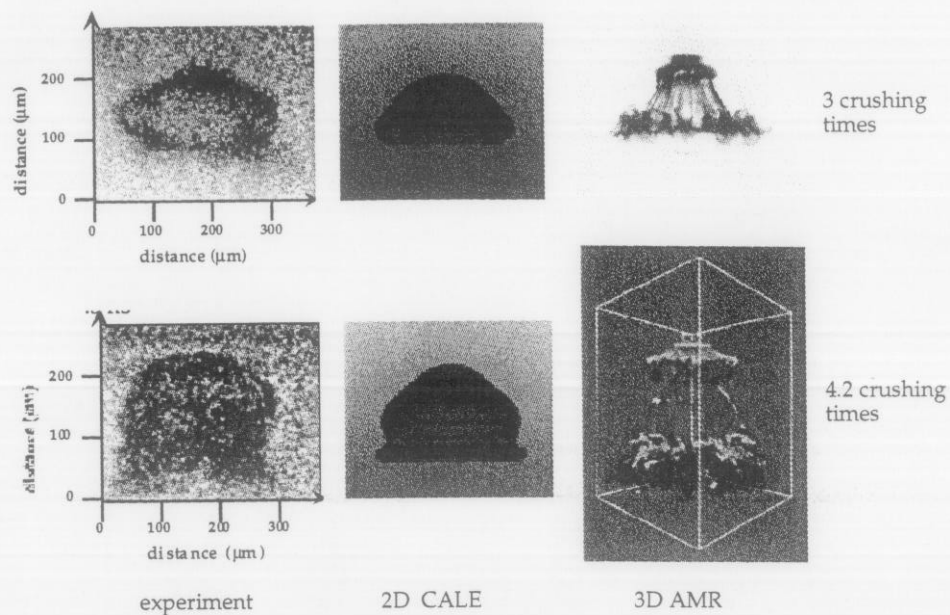 200
100
0
distance (µm)
0 100 200 300
distance (µm)
3 crushing
times
200
100
0
distance
0 100 200 300
distance (µm)
4.2 crushing
times
experiment 2D CALE 3D AMR